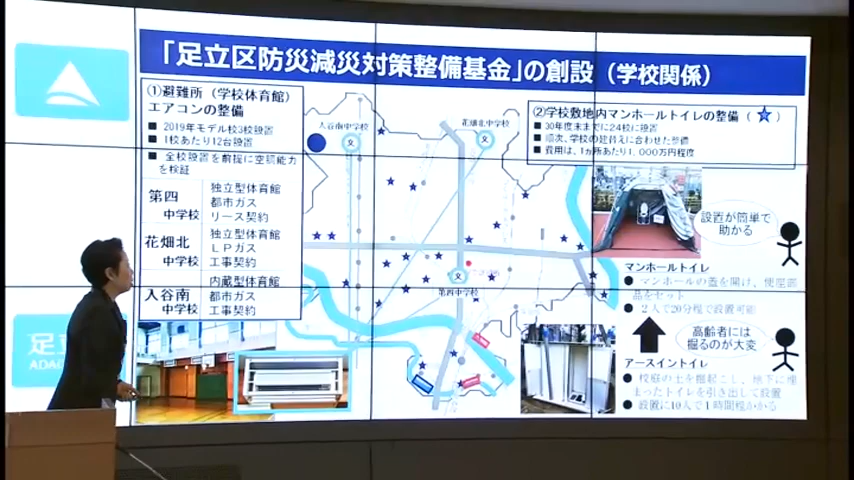 「足立区防災減災対策整備基金」の創設（学校関係）
①避難所（学校体育館）
エアコンの整備
■ 2019年モデル校3校設置
■ 1校あたり12台設置
■ 全校設置を前提に空調能力
を検証
第四
中学校
独立型体育館
都市ガス
リース契約
花畑北
中学校
独立型体育館
ＬＰガス
工事契約
入谷南
中学校
内蔵型体育館
都市ガス
工事契約
入谷南中学校
文
花畑北中学校
文
文
第四中学校
②学校敷地内マンホールトイレの整備（ ）
■ 30年度末までに24校に設置
■ 順次、学校の建替えに合わせた整備
■ 費用は、1カ所あたり1,000万円程度
設置が簡単で
助かる
マンホールトイレ
● マンホールの蓋を開け、便座部
品をセット
● ２人で20分程で設置可能
高齢者には
掘るのが大変
アースイントイレ
● 校庭の土を掘起こし、地下に埋
まったトイレを引き出して設置
● 設置に10人で1時間程かかる
足立
ADA